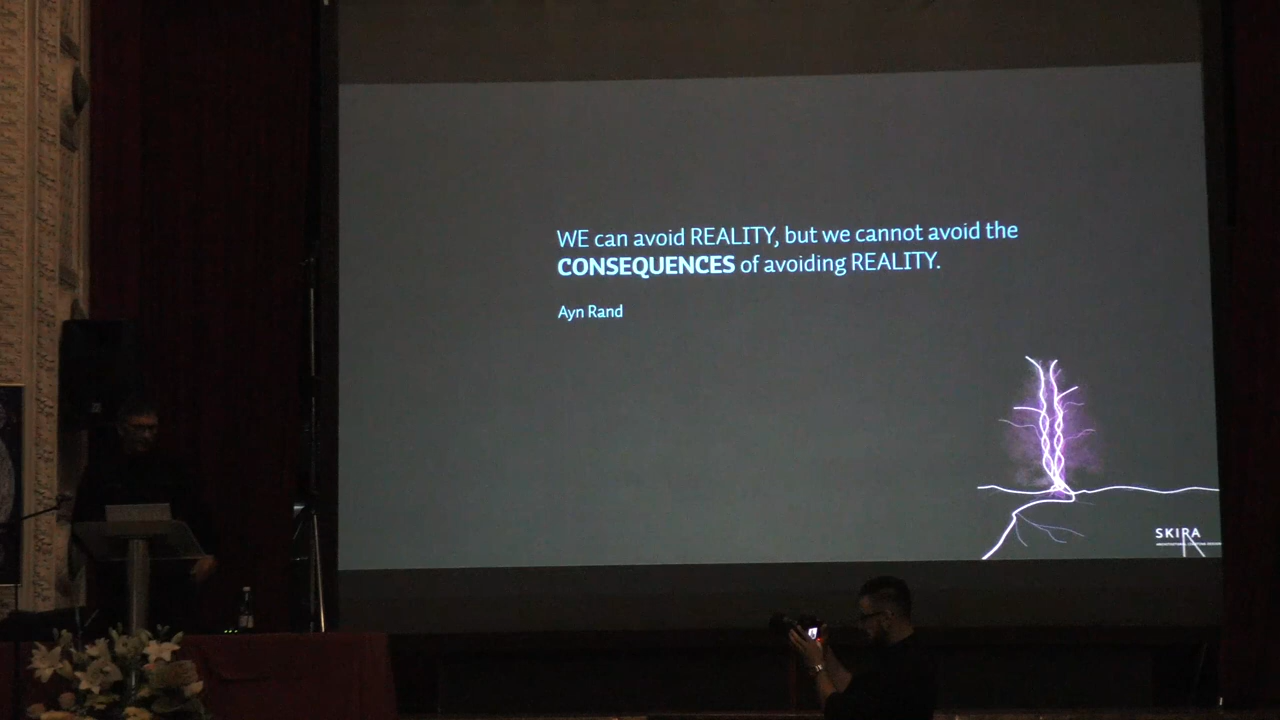 WE can avoid REALITY, but we cannot avoid the
CONSEQUENCES of avoiding REALITY.
Ayn Rand
SKIRA